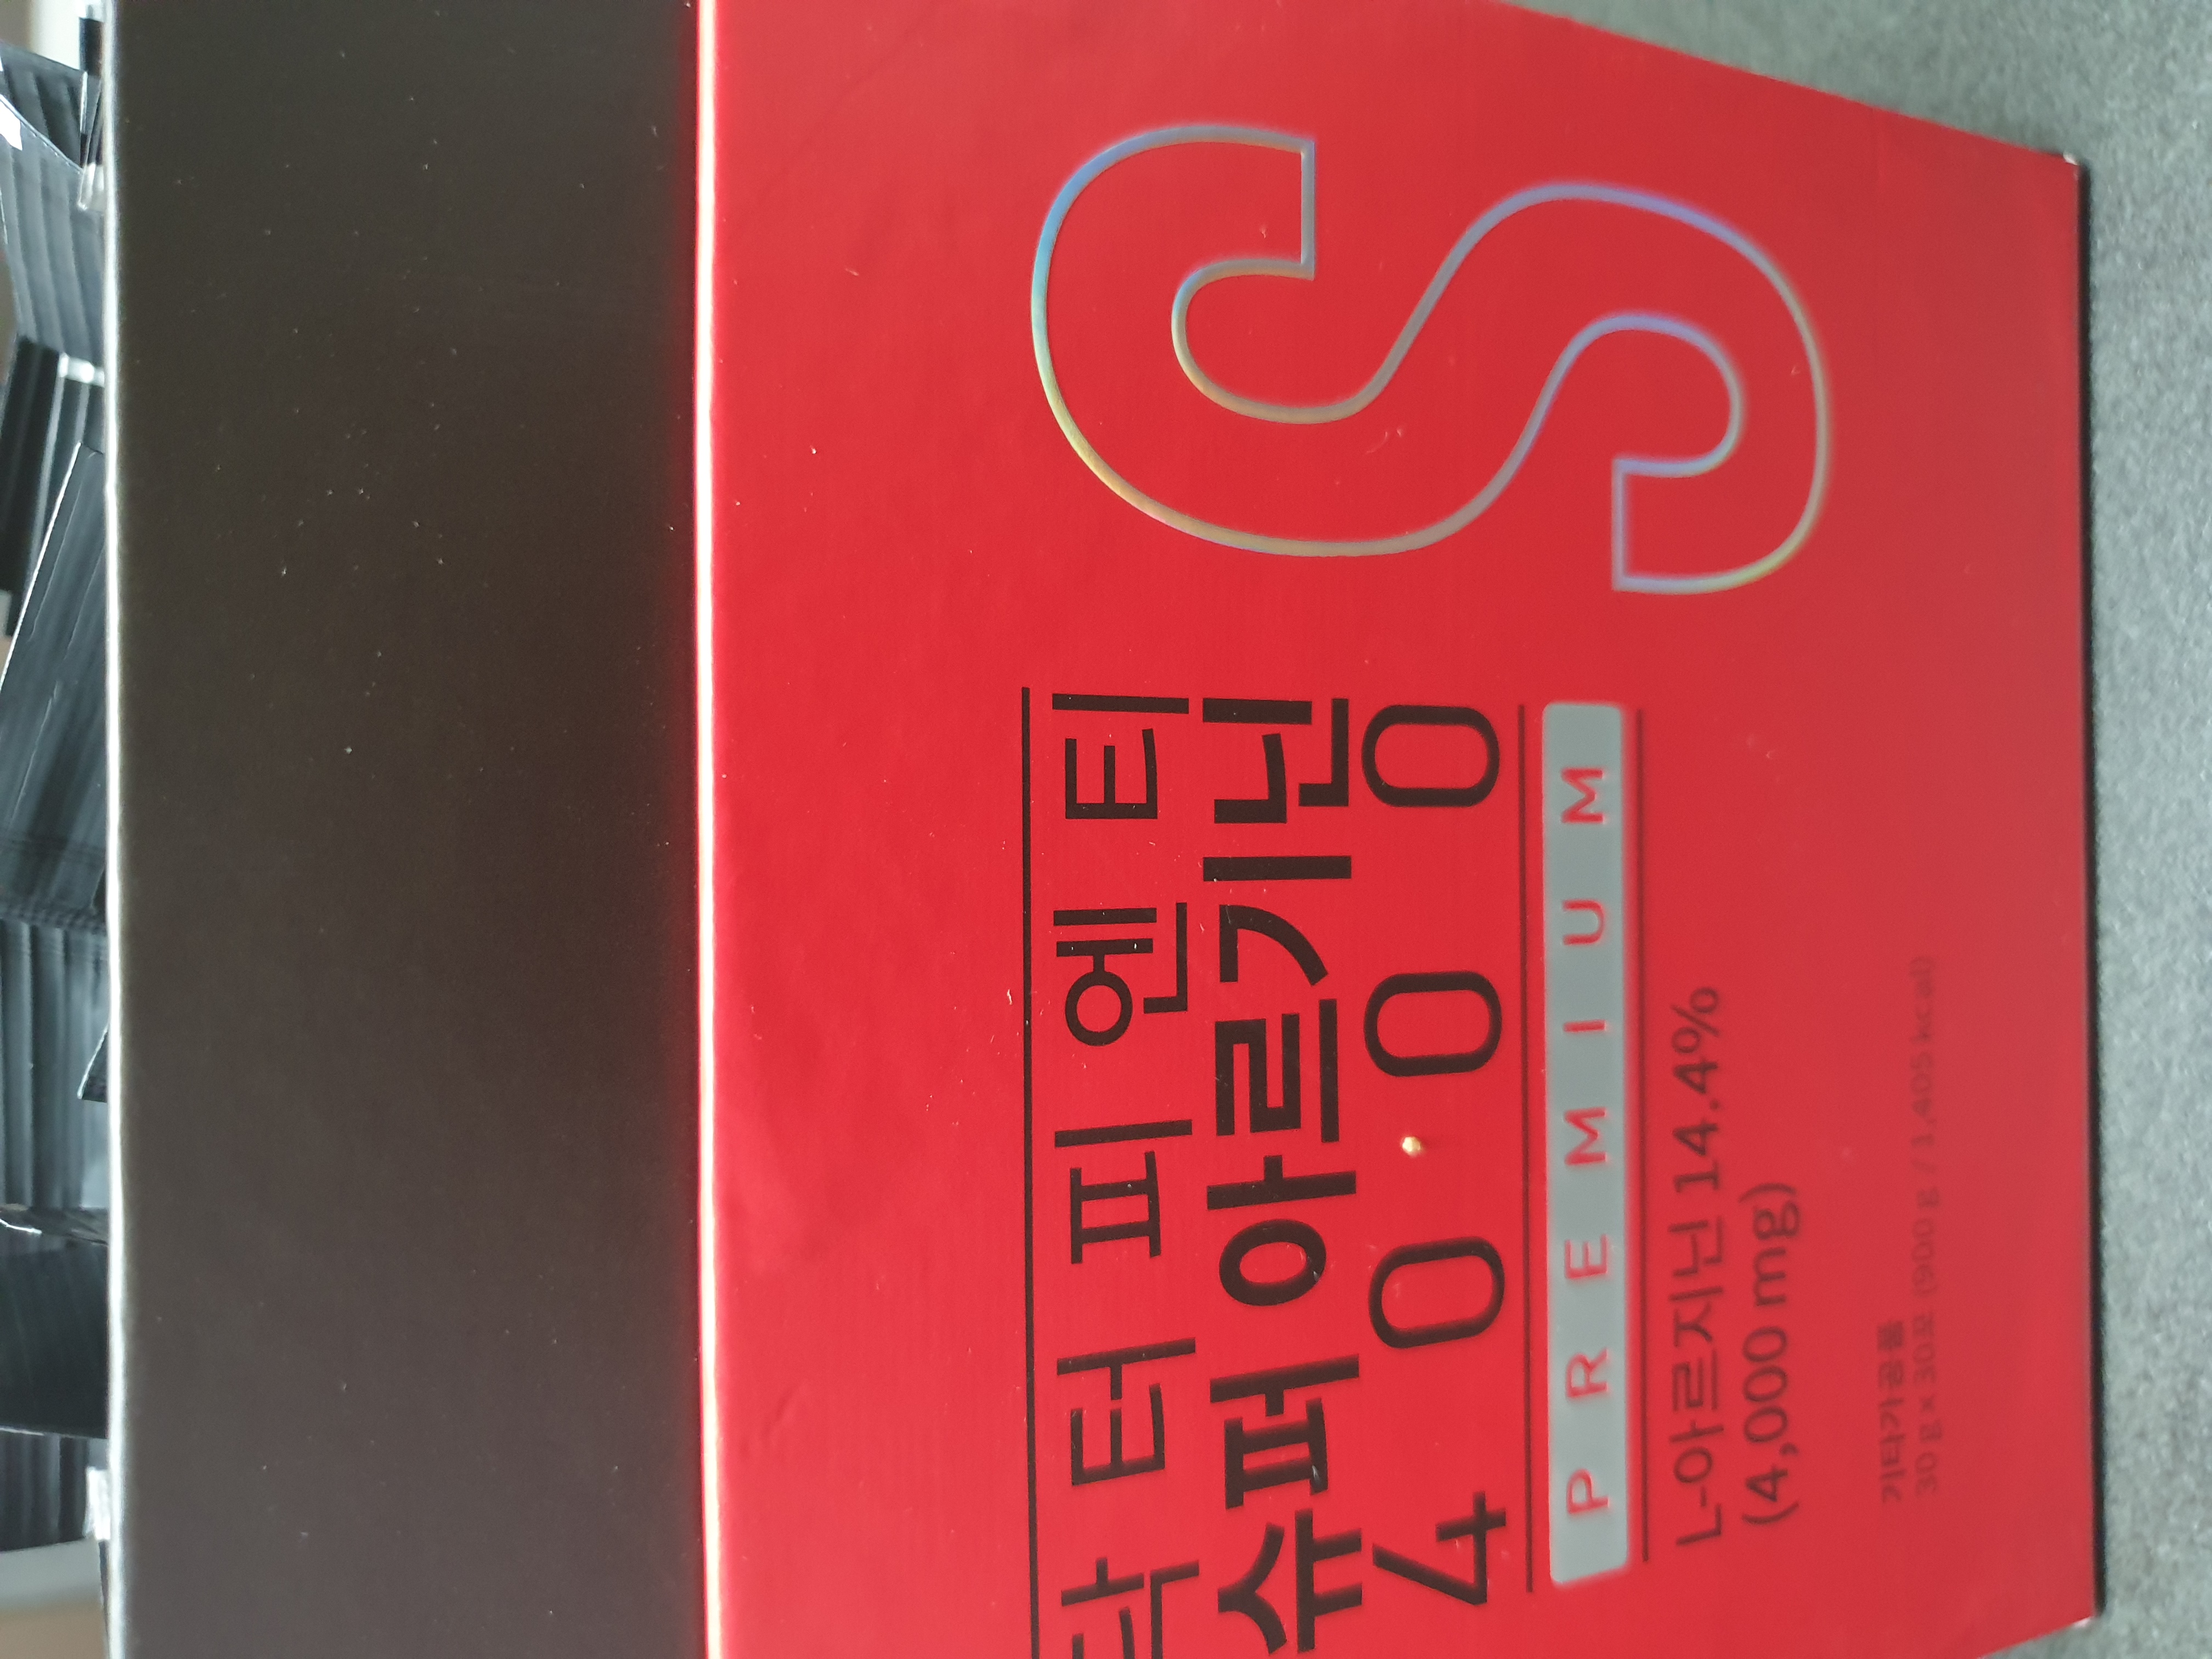 S
닥터피엔티
슈퍼아르기닌
4000
PREMIUM
L-아르지닌 14.4%
(4,000 mg)
기타가공품
30 g x 30포 (900 g / 1,405 kcal)